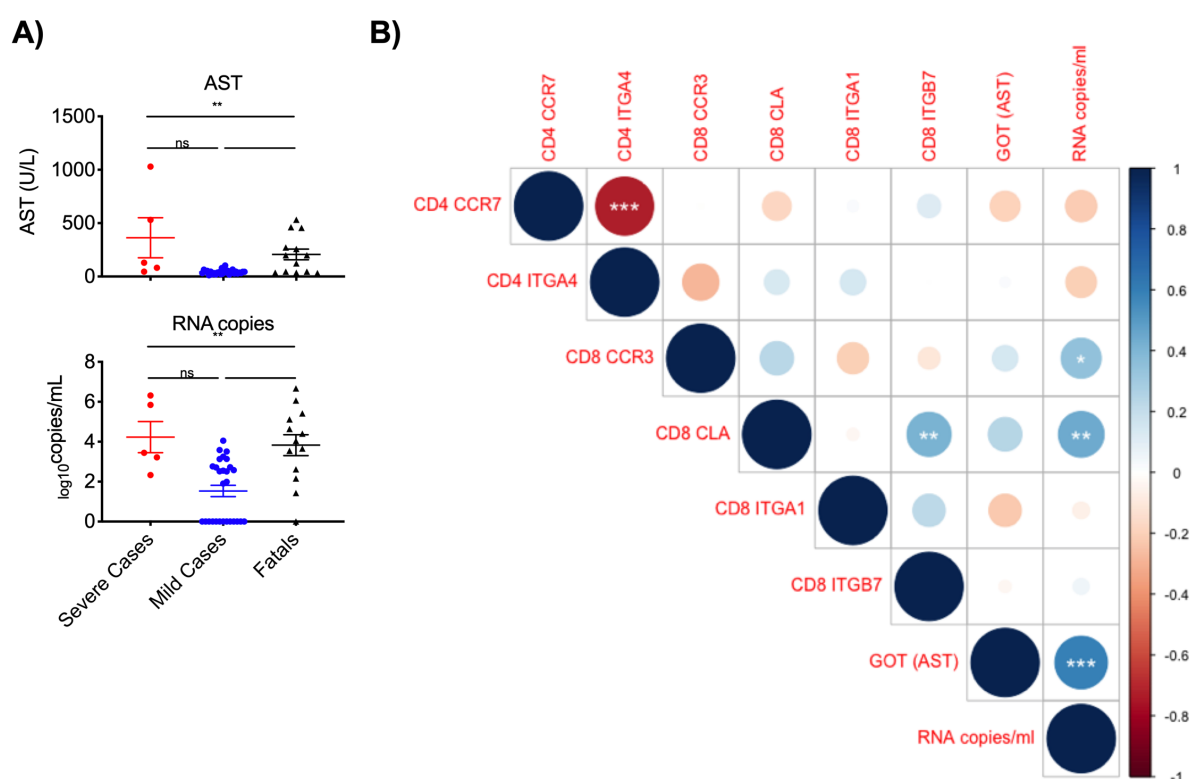 A)
B)
AST
**
ns
1500
1000
500
0
AST (U/L)
RNA copies
**
ns
8
6
4
2
0
log10copies/mL
Severe Cases
Mild Cases
Fatals
CD4 CCR7
CD4 ITGA4
CD8 CCR3
CD8 CLA
CD8 ITGA1
CD8 ITGB7
GOT (AST)
RNA copies/ml
CD4 CCR7
***
CD4 ITGA4
CD8 CCR3
*
CD8 CLA
**
**
CD8 ITGA1
CD8 ITGB7
GOT (AST)
***
RNA copies/ml
1
0.8
0.6
0.4
0.2
0
-0.2
-0.4
-0.6
-0.8
-1